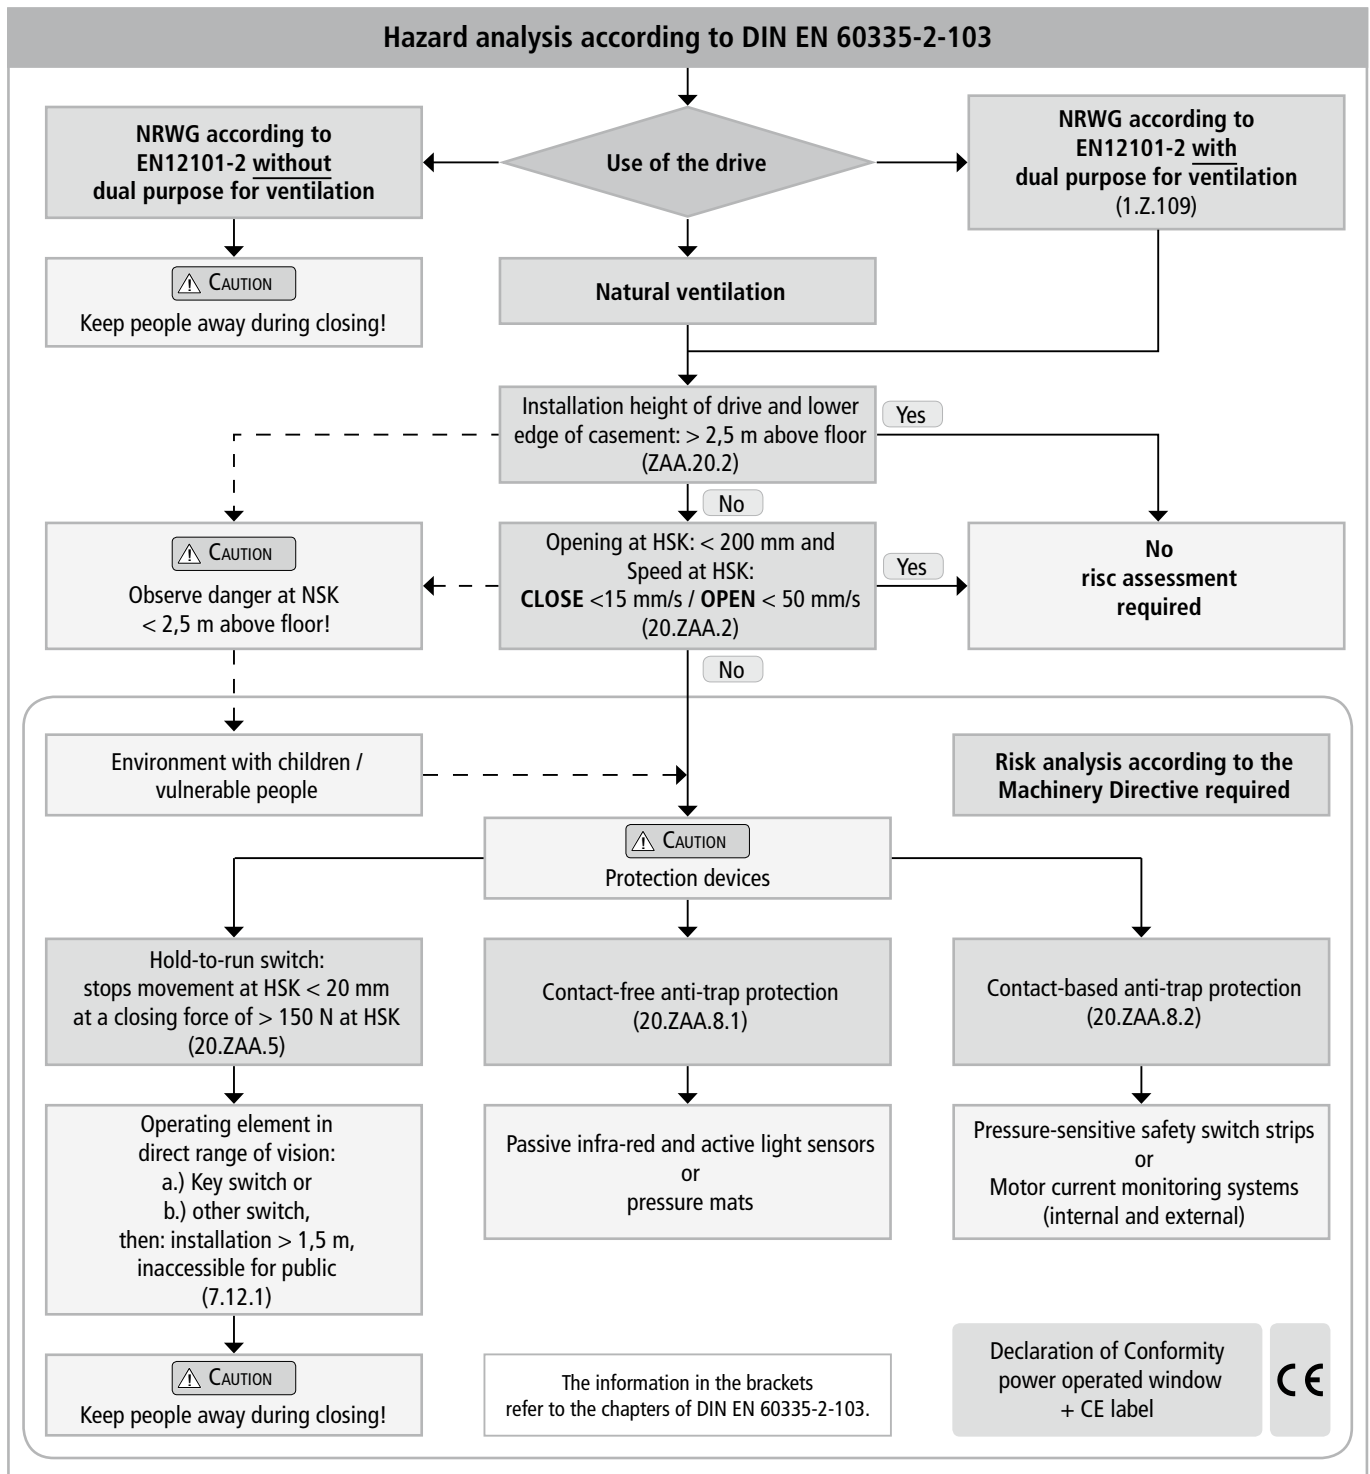 Hazard analysis according to DIN EN 60335-2-103
NRWG according to
EN12101-2 without
dual purpose for ventilation
Use of the drive
NRWG according to
EN12101-2 with
dual purpose for ventilation
(1.Z.109)
⚠ CAUTION
Keep people away during closing!
Natural ventilation
Installation height of drive and lower
edge of casement: > 2,5 m above floor
(ZAA.20.2)
Yes
No
⚠ CAUTION
Observe danger at NSK
< 2,5 m above floor!
Opening at HSK: < 200 mm and
Speed at HSK:
CLOSE <15 mm/s / OPEN < 50 mm/s
(20.ZAA.2)
Yes
No
risc assessment
required
No
Environment with children /
vulnerable people
Risk analysis according to the
Machinery Directive required
⚠ CAUTION
Protection devices
Hold-to-run switch:
stops movement at HSK < 20 mm
at a closing force of > 150 N at HSK
(20.ZAA.5)
Contact-free anti-trap protection
(20.ZAA.8.1)
Contact-based anti-trap protection
(20.ZAA.8.2)
Operating element in
direct range of vision:
a.) Key switch or
b.) other switch,
then: installation > 1,5 m,
inaccessible for public
(7.12.1)
Passive infra-red and active light sensors
or
pressure mats
Pressure-sensitive safety switch strips
or
Motor current monitoring systems
(internal and external)
⚠ CAUTION
Keep people away during closing!
The information in the brackets
refer to the chapters of DIN EN 60335-2-103.
Declaration of Conformity
power operated window
+ CE label
CE